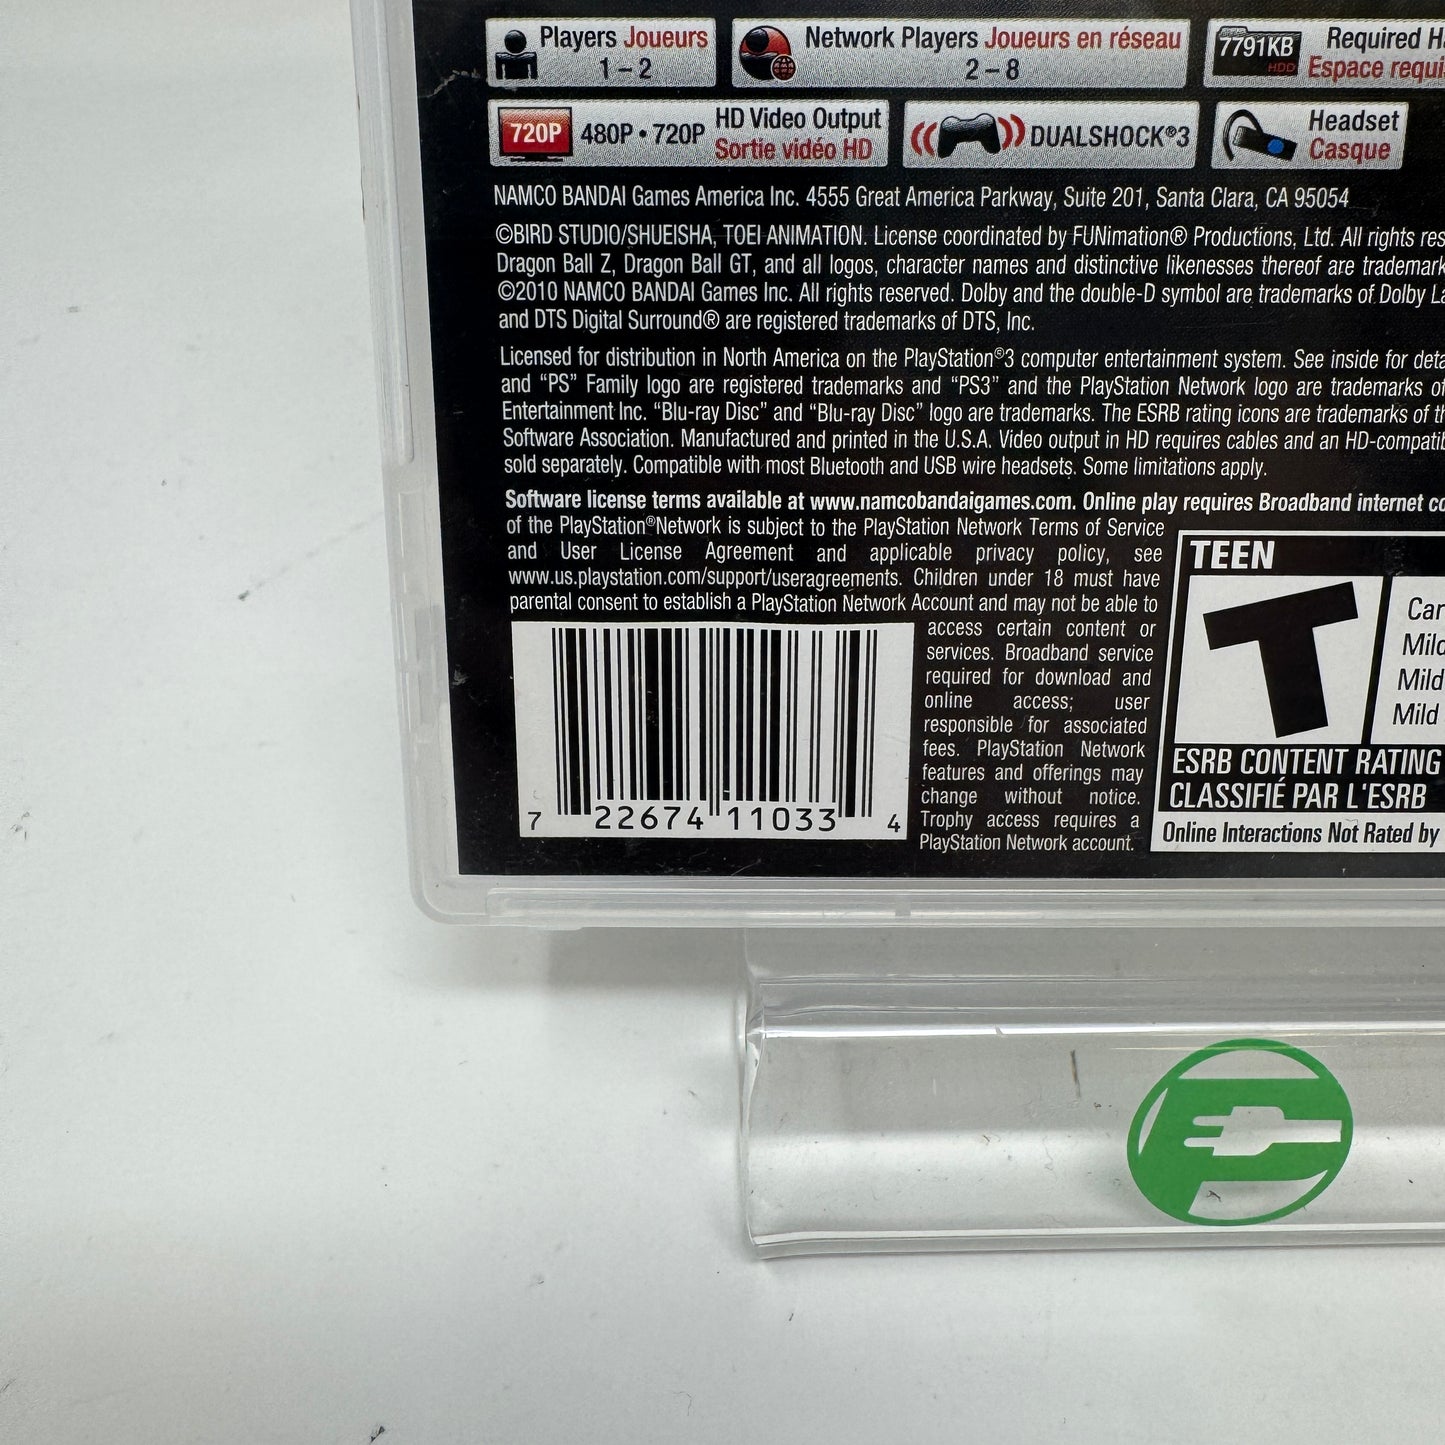 Players Joueurs
1 – 2
Network Players Joueurs en réseau
2 – 8
7791KB
HDD
Required
Espace requi
720P
480P • 720P
HD Video Output
Sortie vidéo HD
DUALSHOCK®3
Headset
Casque
NAMCO BANDAI Games America Inc. 4555 Great America Parkway, Suite 201, Santa Clara, CA 95054
©BIRD STUDIO/SHUEISHA, TOEI ANIMATION. License coordinated by FUNimation® Productions, Ltd. All rights res
Dragon Ball Z, Dragon Ball GT, and all logos, character names and distinctive likenesses thereof are trademark
©2010 NAMCO BANDAI Games Inc. All rights reserved. Dolby and the double-D symbol are trademarks of Dolby La
and DTS Digital Surround® are registered trademarks of DTS, Inc.
Licensed for distribution in North America on the PlayStation®3 computer entertainment system. See inside for deta
and “PS” Family logo are registered trademarks and “PS3” and the PlayStation Network logo are trademarks of
Entertainment Inc. “Blu-ray Disc” and “Blu-ray Disc” logo are trademarks. The ESRB rating icons are trademarks of th
Software Association. Manufactured and printed in the U.S.A. Video output in HD requires cables and an HD-compatib
sold separately. Compatible with most Bluetooth and USB wire headsets. Some limitations apply.
Software license terms available at www.namcobandaigames.com. Online play requires Broadband internet co
of the PlayStation®Network is subject to the PlayStation Network Terms of Service
and User License Agreement and applicable privacy policy, see
www.us.playstation.com/support/useragreements. Children under 18 must have
parental consent to establish a PlayStation Network Account and may not be able to
access certain content or
services. Broadband service
required for download and
online access; user
responsible for associated
fees. PlayStation Network
features and offerings may
change without notice.
Trophy access requires a
PlayStation Network account.
7 22674 11033 4
TEEN
T
Car
Mild
Mild
Mild
ESRB CONTENT RATING
CLASSIFIÉ PAR L'ESRB
Online Interactions Not Rated by